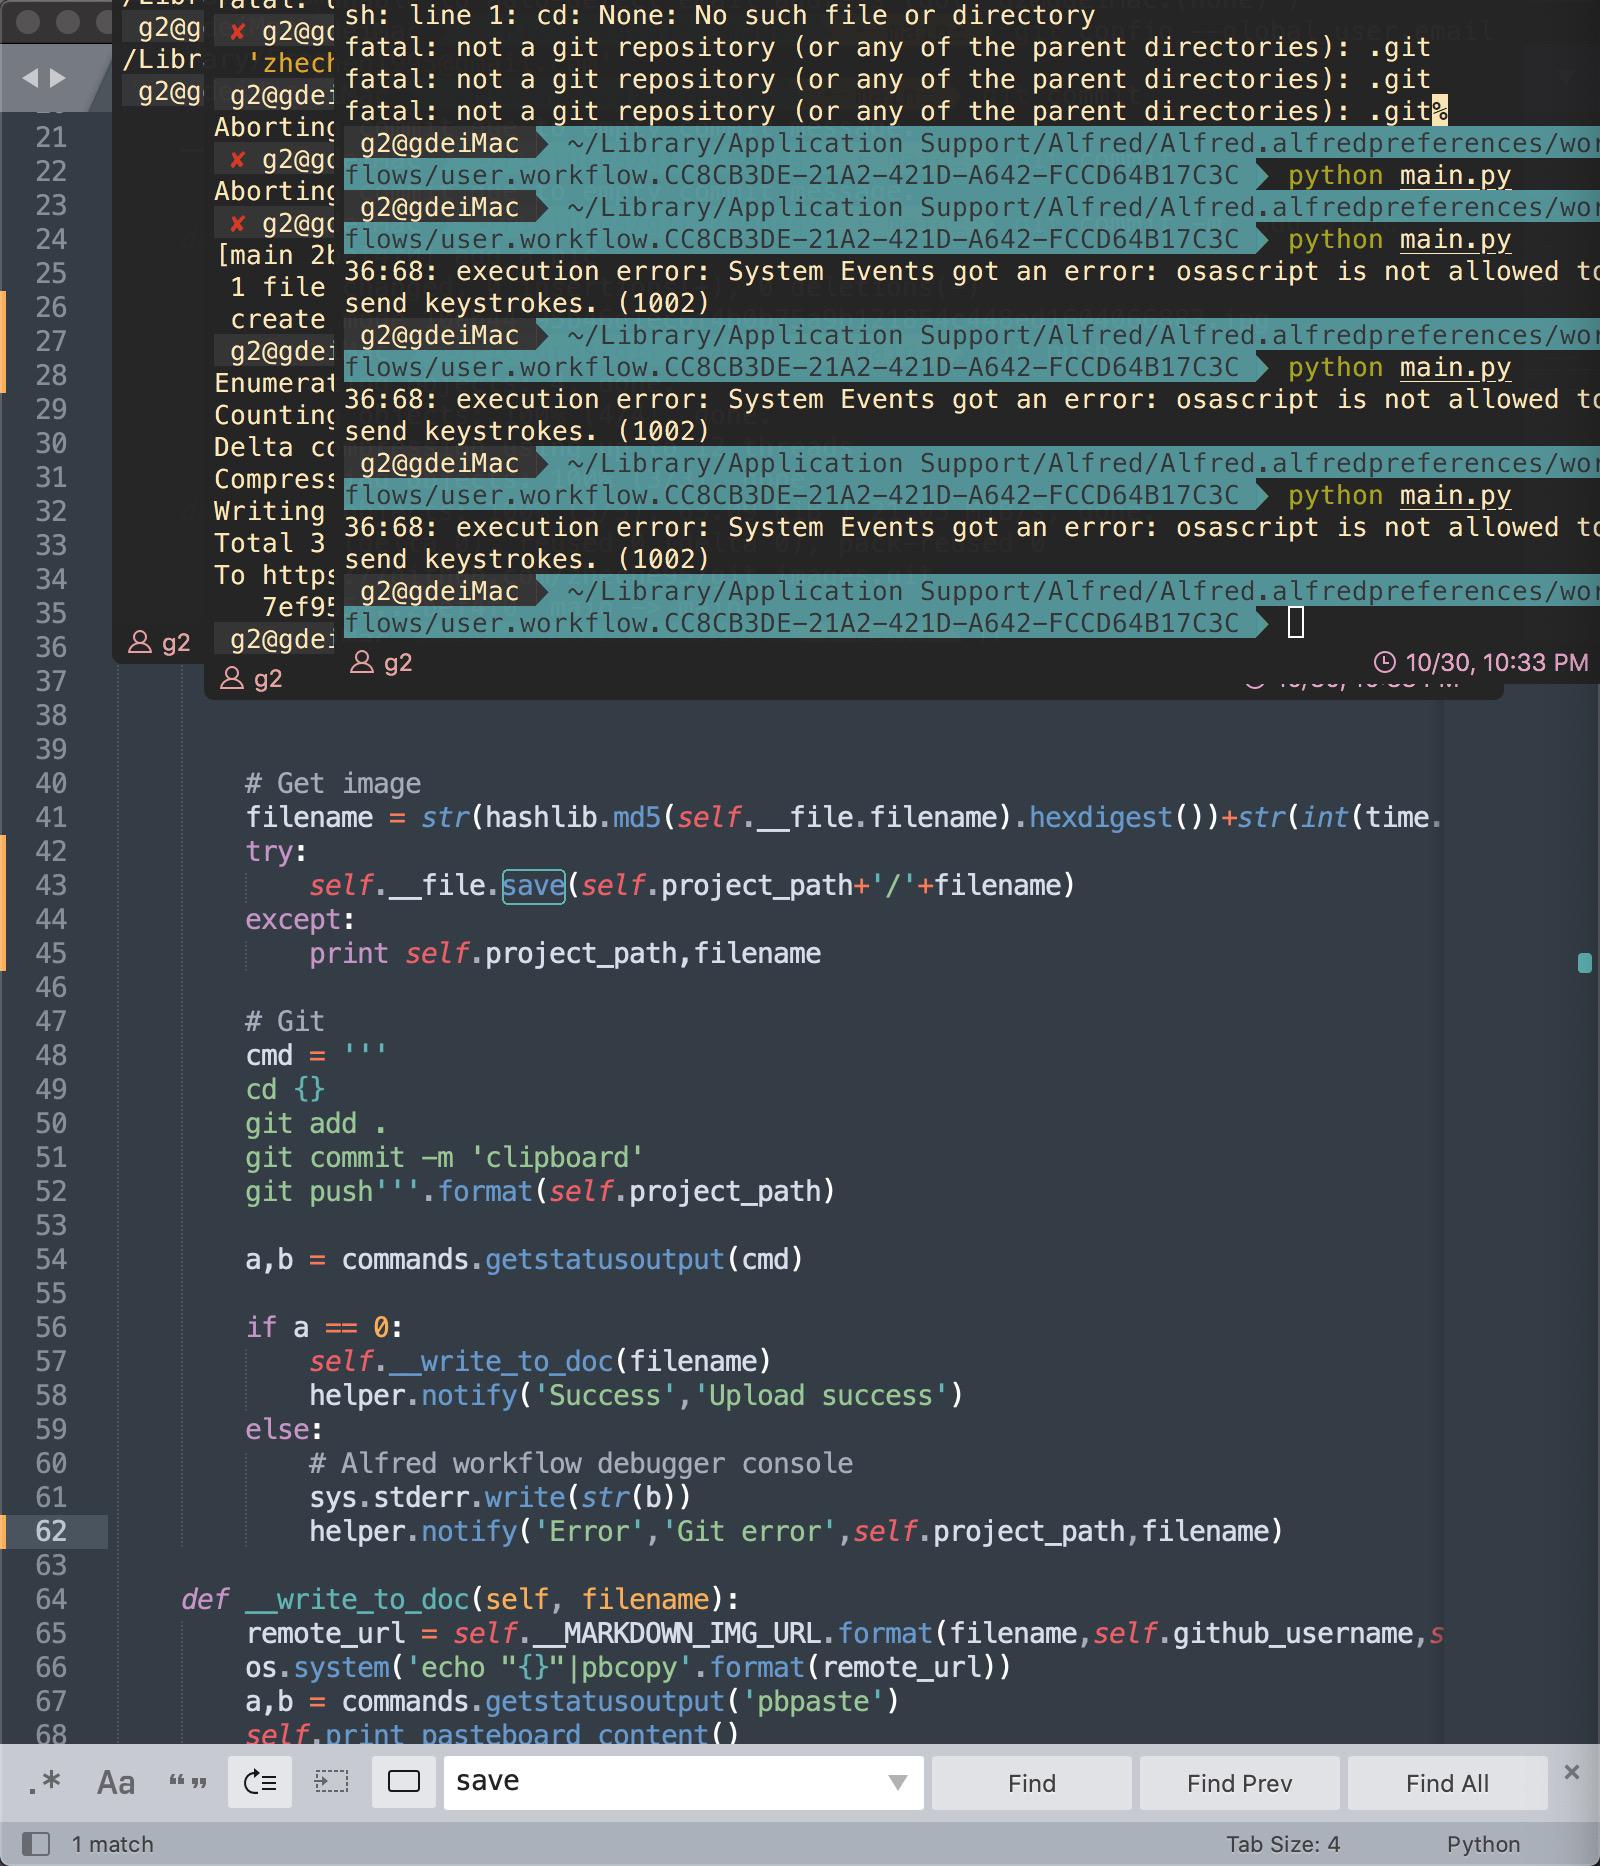 sh: line 1: cd: None: No such file or directory
fatal: not a git repository (or any of the parent directories): .git
fatal: not a git repository (or any of the parent directories): .git
fatal: not a git repository (or any of the parent directories): .git%
g2@gdeiMac ~/Library/Application Support/Alfred/Alfred.alfredpreferences/wor
flows/user.workflow.CC8CB3DE-21A2-421D-A642-FCCD64B17C3C python main.py
g2@gdeiMac ~/Library/Application Support/Alfred/Alfred.alfredpreferences/wor
flows/user.workflow.CC8CB3DE-21A2-421D-A642-FCCD64B17C3C python main.py
36:68: execution error: System Events got an error: osascript is not allowed to
send keystrokes. (1002)
g2@gdeiMac ~/Library/Application Support/Alfred/Alfred.alfredpreferences/wor
flows/user.workflow.CC8CB3DE-21A2-421D-A642-FCCD64B17C3C python main.py
36:68: execution error: System Events got an error: osascript is not allowed to
send keystrokes. (1002)
g2@gdeiMac ~/Library/Application Support/Alfred/Alfred.alfredpreferences/wor
flows/user.workflow.CC8CB3DE-21A2-421D-A642-FCCD64B17C3C python main.py
36:68: execution error: System Events got an error: osascript is not allowed to
send keystrokes. (1002)
g2@gdeiMac ~/Library/Application Support/Alfred/Alfred.alfredpreferences/wor
flows/user.workflow.CC8CB3DE-21A2-421D-A642-FCCD64B17C3C
g2 10/30, 10:33 PM
g2@g
/Libr
g2@g
g2
✘ g2@gd
'zhech
g2@gdei
Aborting
✘ g2@gd
Aborting
✘ g2@gd
[main 2b
1 file
create
g2@gdei
Enumerat
Counting
Delta co
Compress
Writing
Total 3
To https
7ef95
g2@gdei
g2
21
22
23
24
25
26
27
28
29
30
31
32
33
34
35
36
37
38
39
40 # Get image
41 filename = str(hashlib.md5(self.__file.filename).hexdigest())+str(int(time.
42 try:
43 self.__file.save(self.project_path+'/'+filename)
44 except:
45 print self.project_path,filename
46
47 # Git
48 cmd = '''
49 cd {}
50 git add .
51 git commit -m 'clipboard'
52 git push'''.format(self.project_path)
53
54 a,b = commands.getstatusoutput(cmd)
55
56 if a == 0:
57 self.__write_to_doc(filename)
58 helper.notify('Success','Upload success')
59 else:
60 # Alfred workflow debugger console
61 sys.stderr.write(str(b))
62 helper.notify('Error','Git error',self.project_path,filename)
63
64 def __write_to_doc(self, filename):
65 remote_url = self.__MARKDOWN_IMG_URL.format(filename,self.github_username,s
66 os.system('echo "{}"|pbcopy'.format(remote_url))
67 a,b = commands.getstatusoutput('pbpaste')
68 self.print_pasteboard_content()
.* Aa “” save Find Find Prev Find All ×
1 match Tab Size: 4 Python